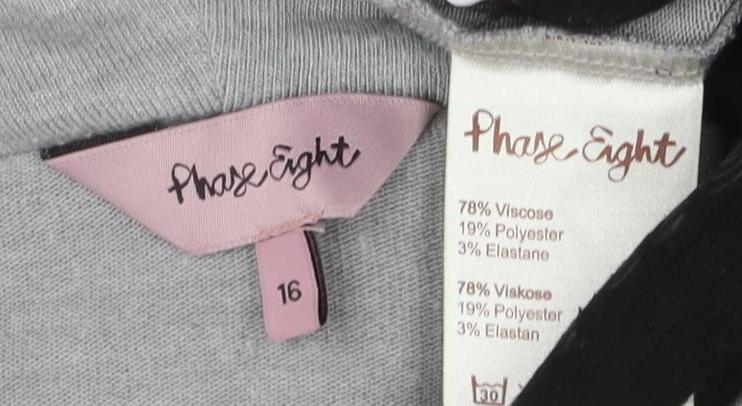 Phase Eight
16
Phase Eight
78% Viscose
19% Polyester
3% Elastane
78% Viskose
19% Polyester
3% Elastan
30